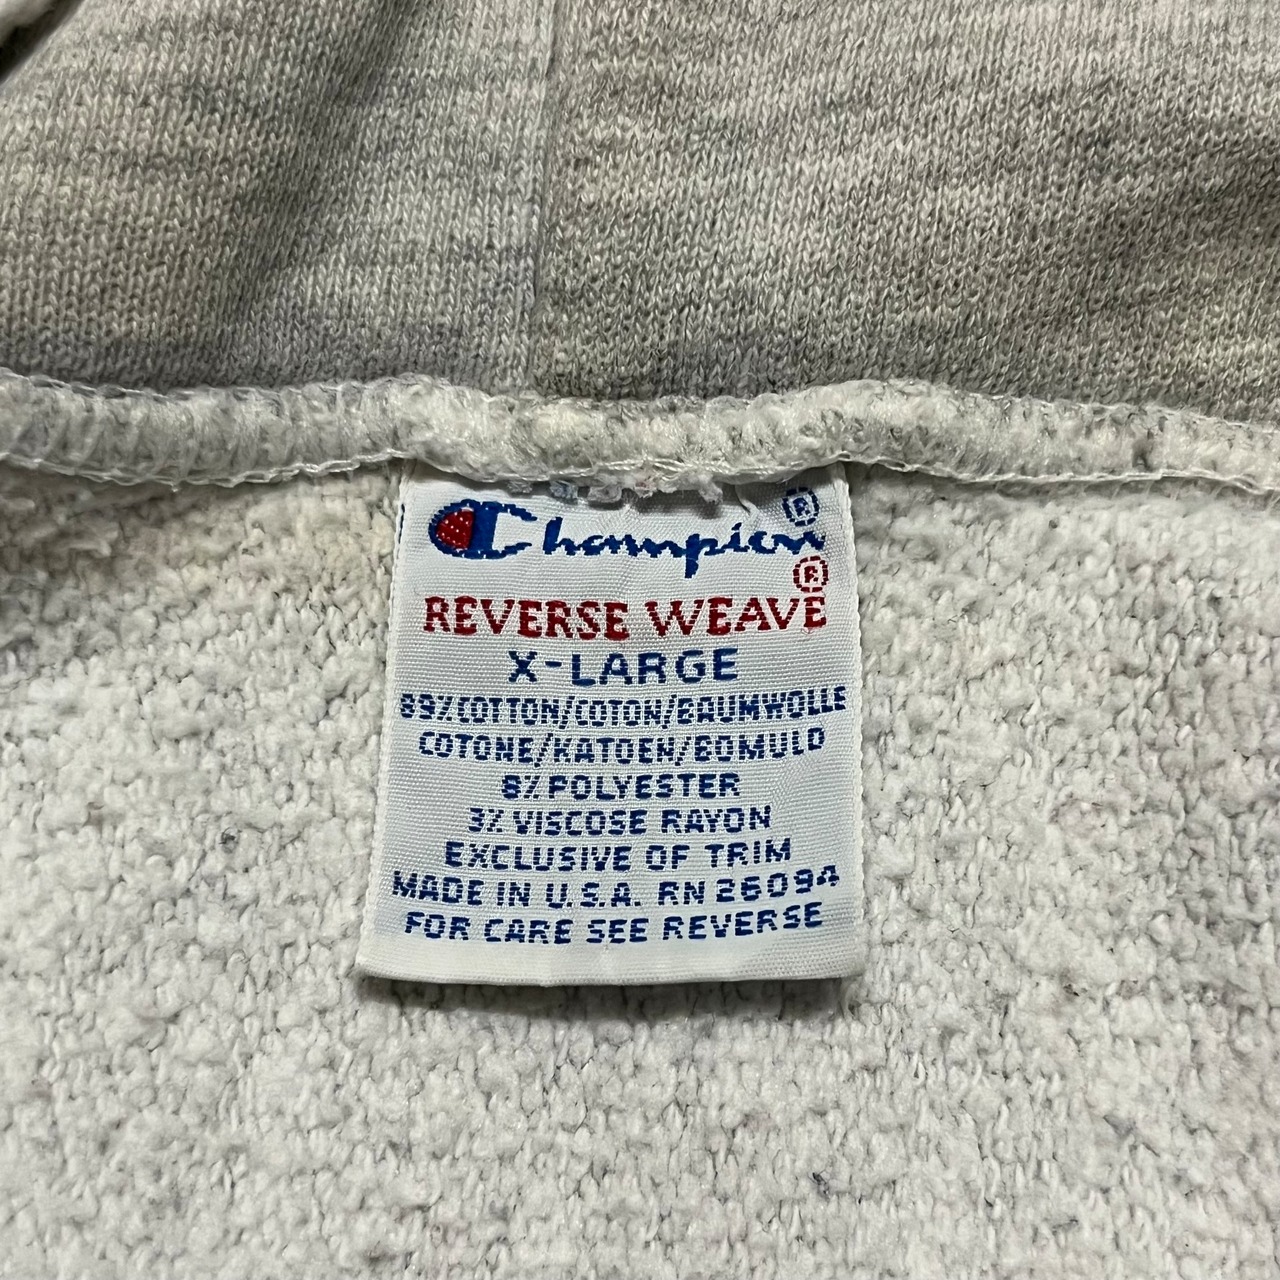 Champion®
REVERSE WEAVE®
X-LARGE
89% COTTON/COTON/BAUMWOLLE
COTONE/KATOEN/BOMULD
8% POLYESTER
3% VISCOSE RAYON
EXCLUSIVE OF TRIM
MADE IN U.S.A. RN 26094
FOR CARE SEE REVERSE